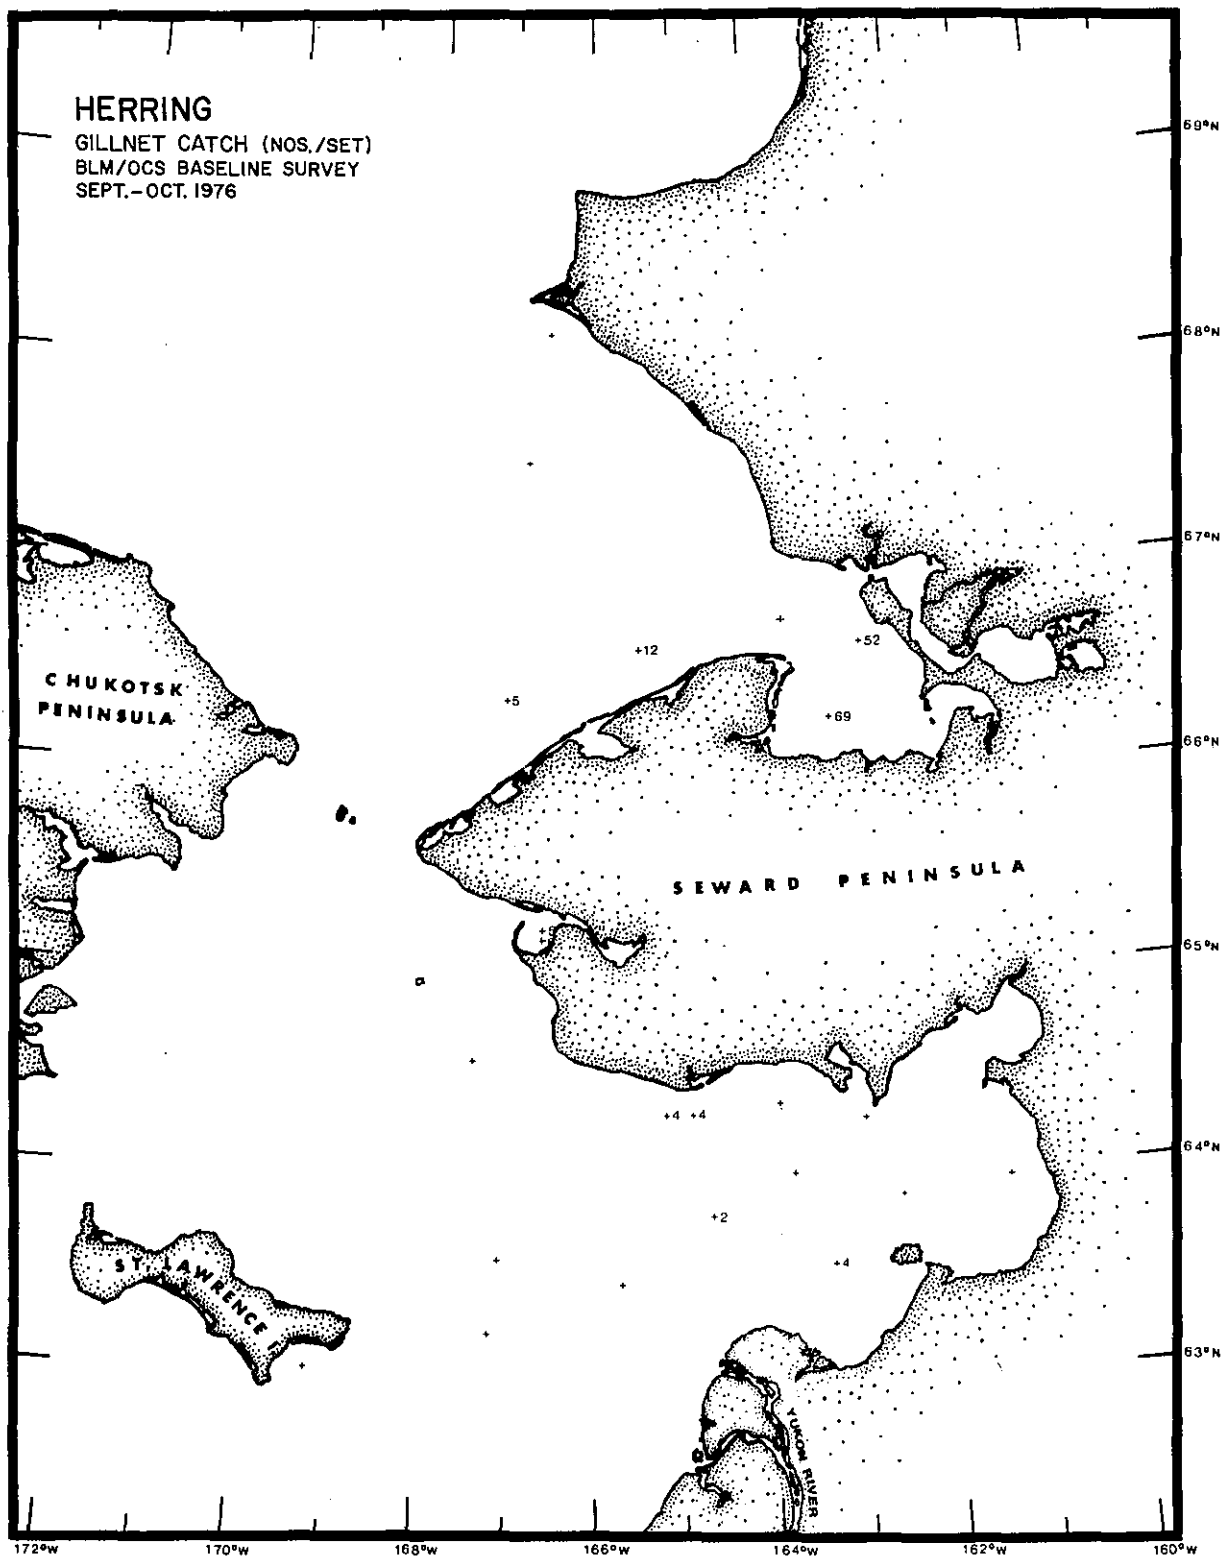 HERRING
GILLNET CATCH (NOS./SET)
BLM/OCS BASELINE SURVEY
SEPT.-OCT. 1976
69°N
68°N
67°N
+52
+12
CHUKOTSK
PENINSULA
+5
+69
66°N
SEWARD PENINSULA
65°N
+4 +4
64°N
+2
+4
ST. LAWRENCE I.
63°N
YUKON RIVER
172°W 170°W 168°W 166°W 164°W 162°W 160°W